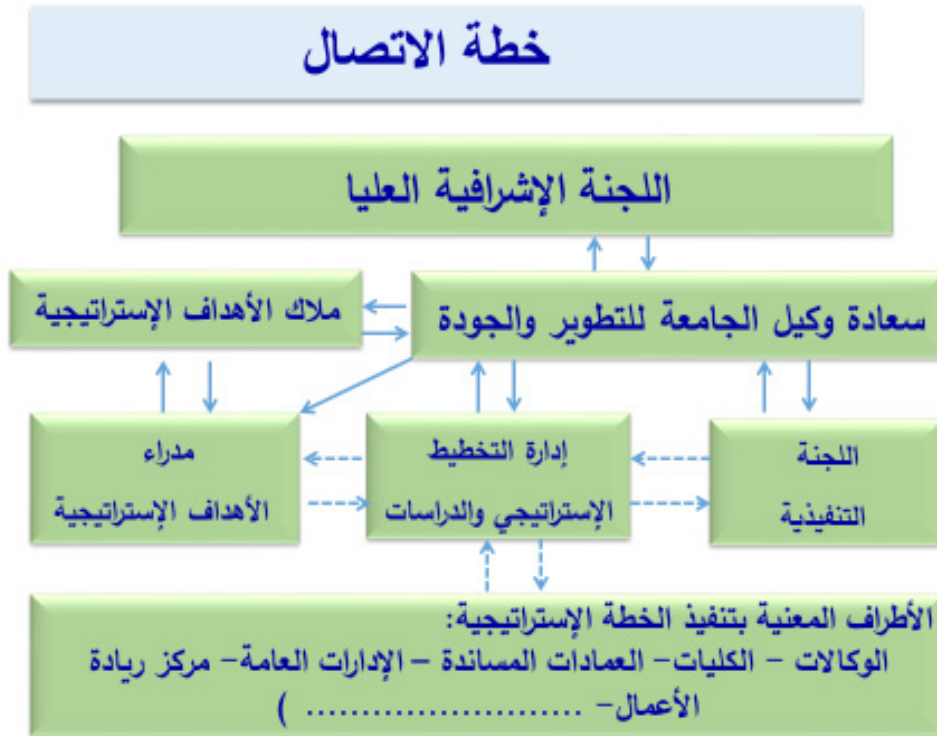 خطة الاتصال
اللجنة الإشرافية العليا
سعادة وكيل الجامعة للتطوير والجودة
ملاك الأهداف الإستراتيجية
اللجنة
التنفيذية
إدارة التخطيط
الإستراتيجي والدراسات
مدراء
الأهداف الإستراتيجية
الأطراف المعنية بتنفيذ الخطة الإستراتيجية:
الوكالات – الكليات– العمادات المساندة – الإدارات العامة– مركز ريادة
الأعمال– ......................... )